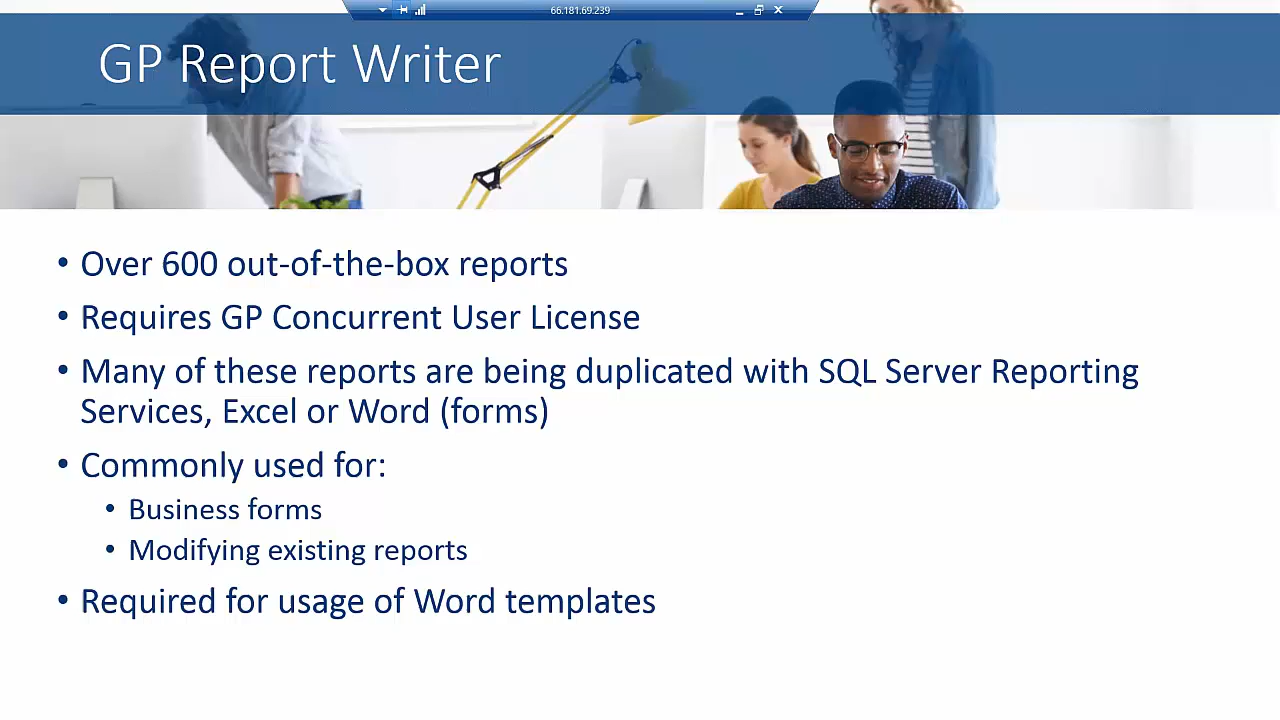 66.181.69.239
GP Report Writer
• Over 600 out-of-the-box reports
• Requires GP Concurrent User License
• Many of these reports are being duplicated with SQL Server Reporting
Services, Excel or Word (forms)
• Commonly used for:
• Business forms
• Modifying existing reports
• Required for usage of Word templates